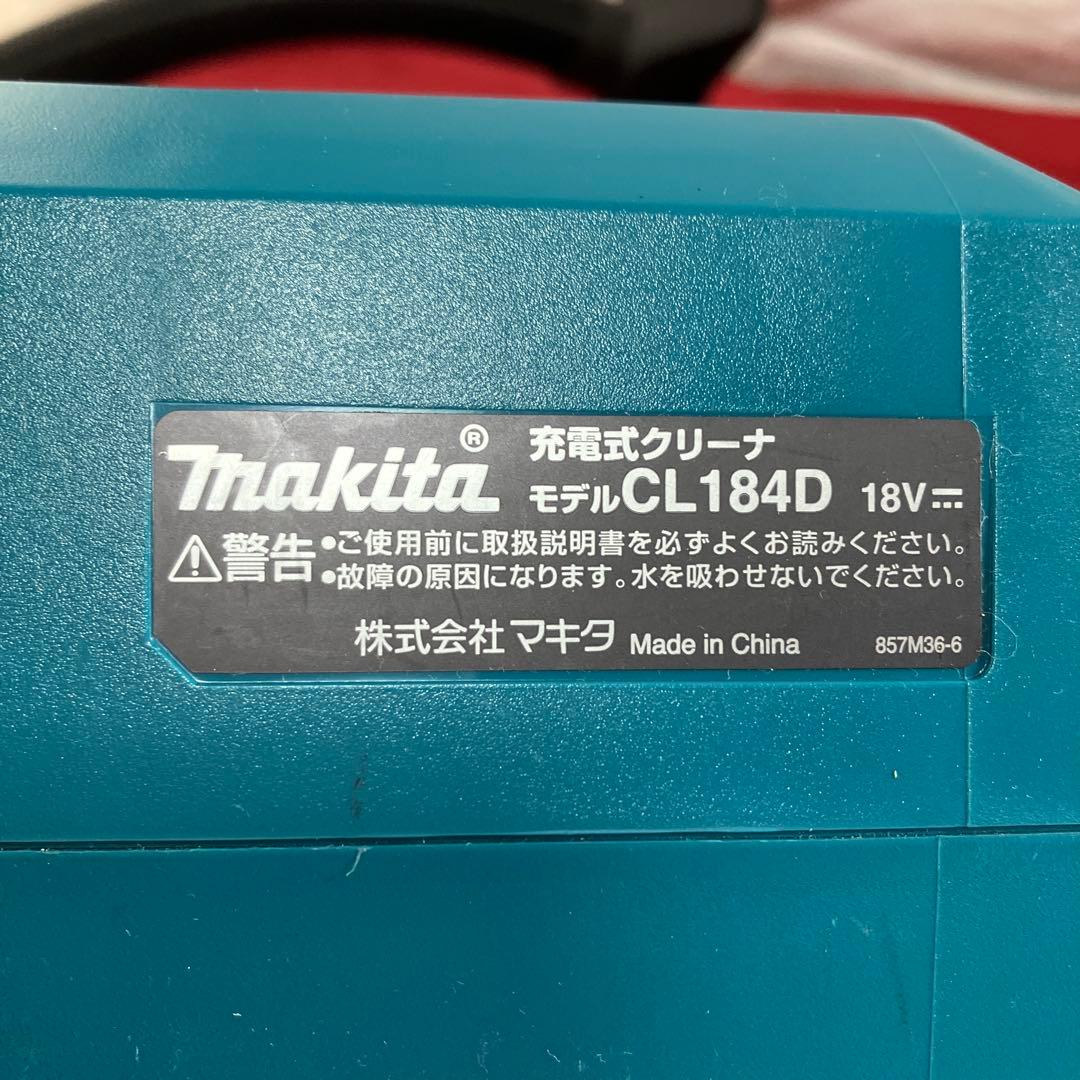 makita® 充電式クリーナ
モデルCL184D 18V⎓
⚠警告 •ご使用前に取扱説明書を必ずよくお読みください。
•故障の原因になります。水を吸わせないでください。
株式会社マキタ Made in China 857M36-6